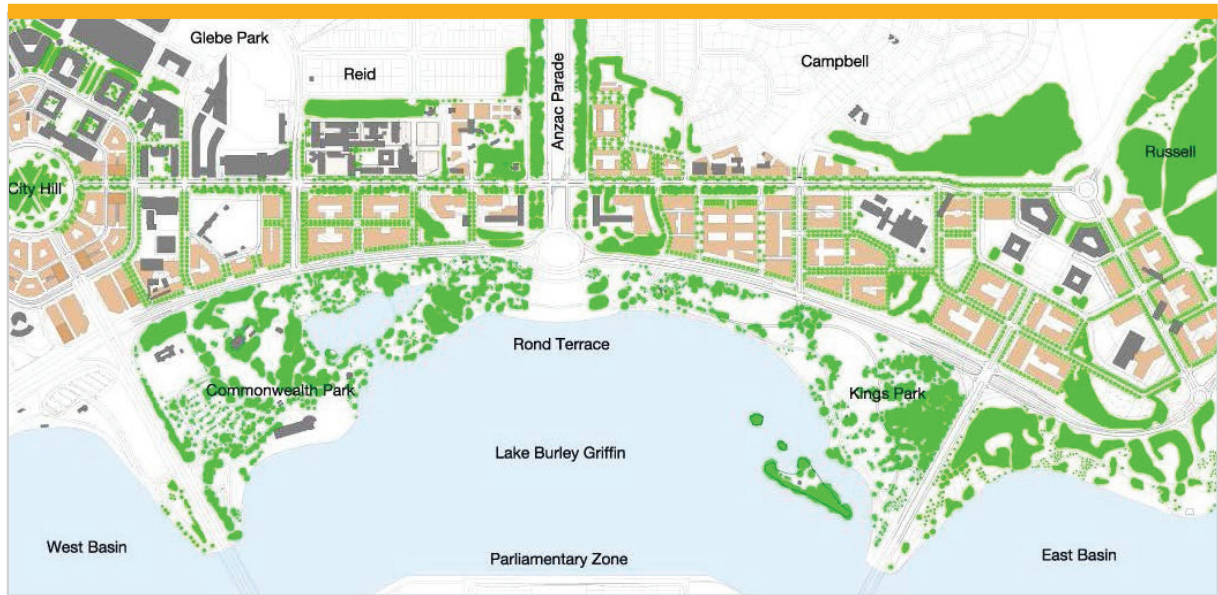 Glebe Park
Reid
Anzac Parade
Campbell
Russell
City Hill
Rond Terrace
Commonwealth Park
Kings Park
Lake Burley Griffin
West Basin
Parliamentary Zone
East Basin